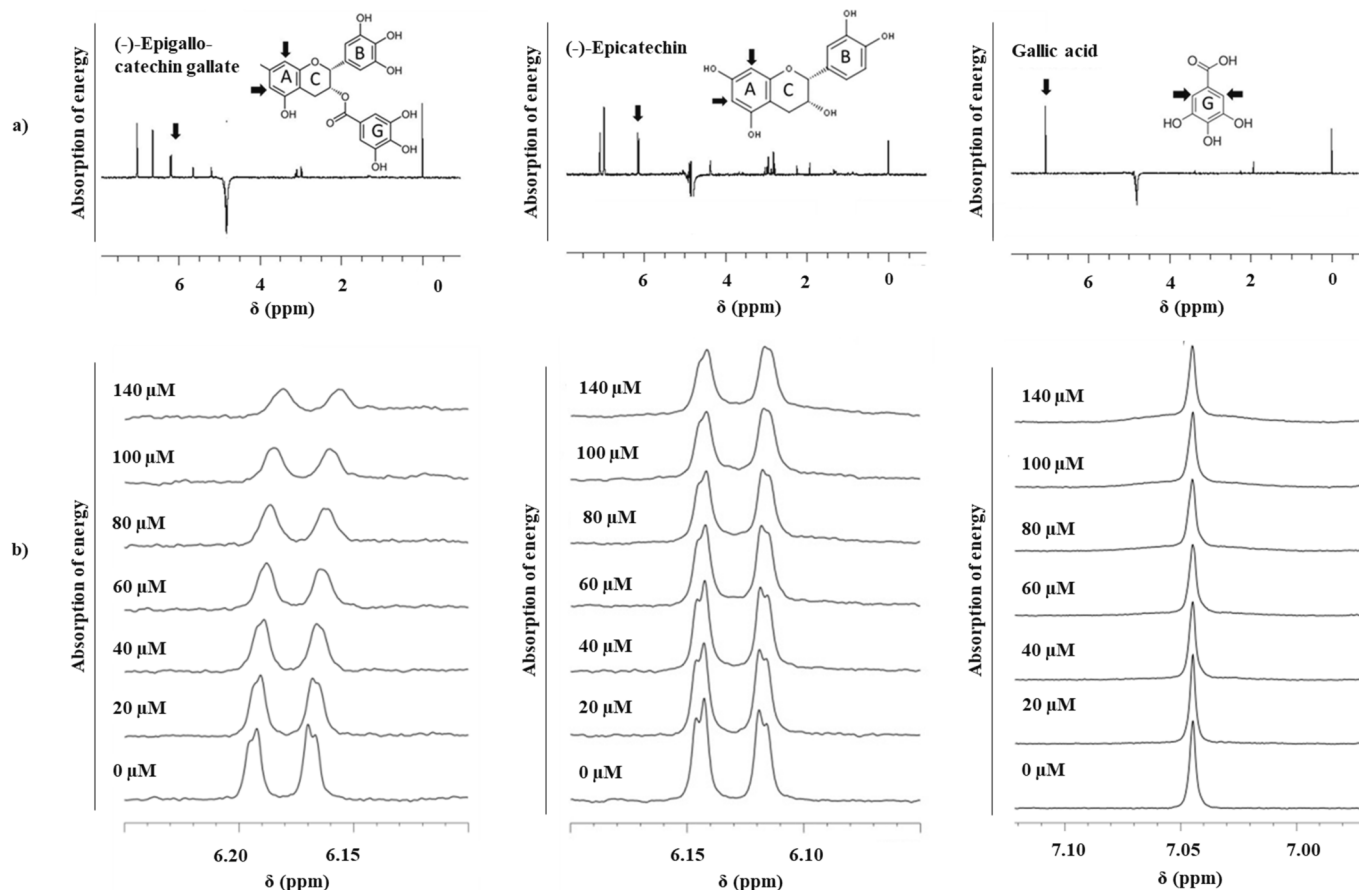 a)
Absorption of energy
(-)-Epigallo-
catechin gallate
A
C
B
OH
OH
OH
O
O
O
OH
G
OH
OH
OH
6
4
2
0
δ (ppm)
Absorption of energy
(-)-Epicatechin
HO
A
C
B
O
OH
OH
OH
OH
6
4
2
0
δ (ppm)
Absorption of energy
Gallic acid
O
OH
G
HO
OH
OH
6
4
2
0
δ (ppm)
b)
Absorption of energy
140 µM
100 µM
80 µM
60 µM
40 µM
20 µM
0 µM
6.20
6.15
δ (ppm)
Absorption of energy
140 µM
100 µM
80 µM
60 µM
40 µM
20 µM
0 µM
6.15
6.10
δ (ppm)
Absorption of energy
140 µM
100 µM
80 µM
60 µM
40 µM
20 µM
0 µM
7.10
7.05
7.00
δ (ppm)